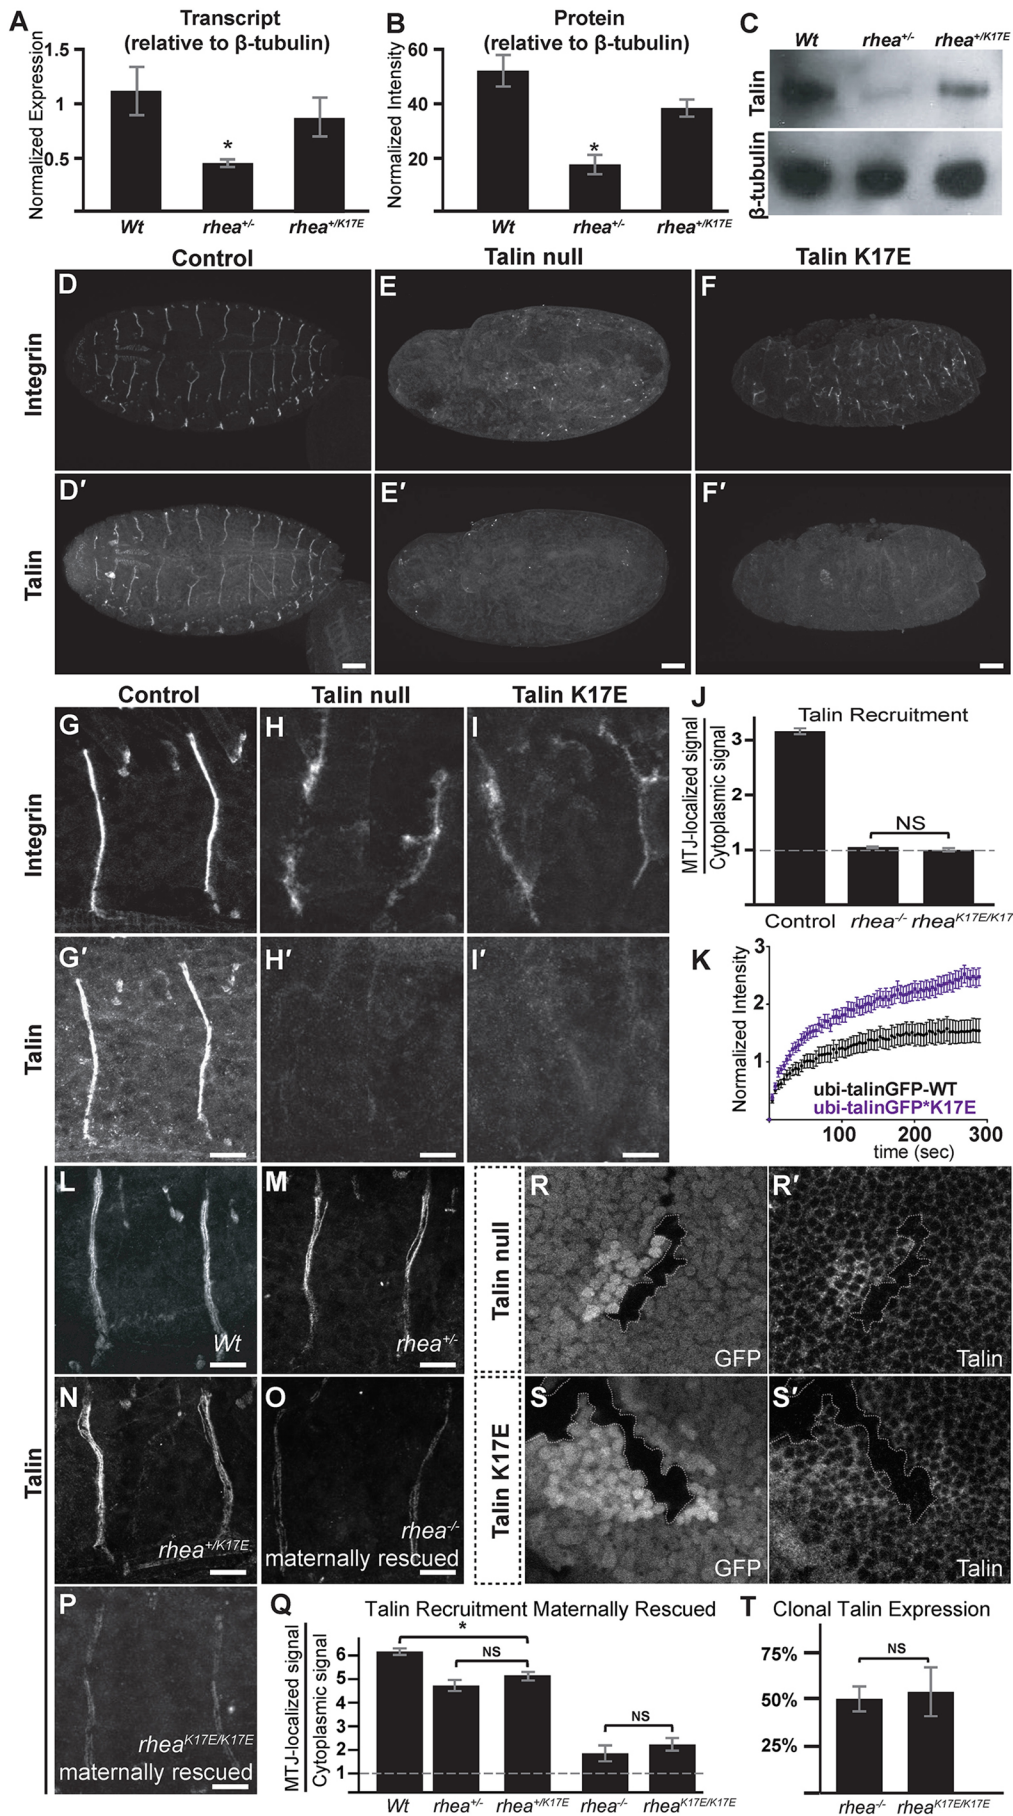 A
Transcript
(relative to β-tubulin)
Normalized Expression
1.5
1
0.5
*
Wt
rhea+/-
rhea+/K17E
B
Protein
(relative to β-tubulin)
Normalized Intensity
60
40
20
*
Wt
rhea+/-
rhea+/K17E
C
Wt
rhea+/-
rhea+/K17E
Talin
β-tubulin
Control
Talin null
Talin K17E
Integrin
D
E
F
Talin
D′
E′
F′
Control
Talin null
Talin K17E
Integrin
G
H
I
Talin
G′
H′
I′
J
Talin Recruitment
MTJ-localized signal
Cytoplasmic signal
3
2
1
NS
Control
rhea-/-
rheaK17E/K17
K
Normalized Intensity
3
2
1
ubi-talinGFP-WT
ubi-talinGFP*K17E
100
200
300
time (sec)
Talin
L
Wt
M
rhea+/-
N
rhea+/K17E
O
rhea-/-
maternally rescued
P
rheaK17E/K17E
maternally rescued
Talin null
R
GFP
R′
Talin
Talin K17E
S
GFP
S′
Talin
Q
Talin Recruitment Maternally Rescued
MTJ-localized signal
Cytoplasmic signal
6
5
4
3
2
1
*
NS
NS
Wt
rhea+/-
rhea+/K17E
rhea-/-
rheaK17E/K17E
T
Clonal Talin Expression
75%
50%
25%
NS
rhea-/-
rheaK17E/K17E